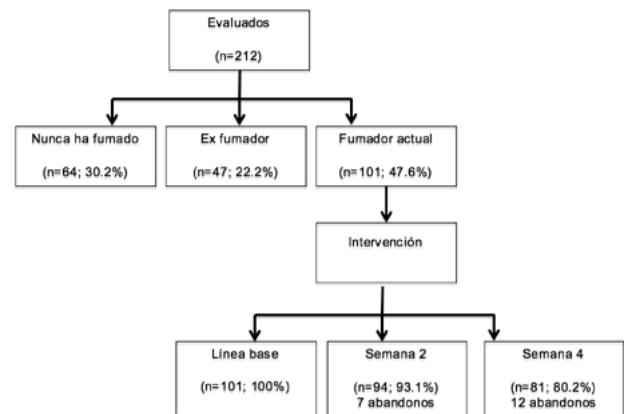 Evaluados
(n=212)
Nunca ha fumado
(n=64; 30.2%)
Ex fumador
(n=47; 22.2%)
Fumador actual
(n=101; 47.6%)
Intervención
Línea base
(n=101; 100%)
Semana 2
(n=94; 93.1%)
7 abandonos
Semana 4
(n=81; 80.2%)
12 abandonos